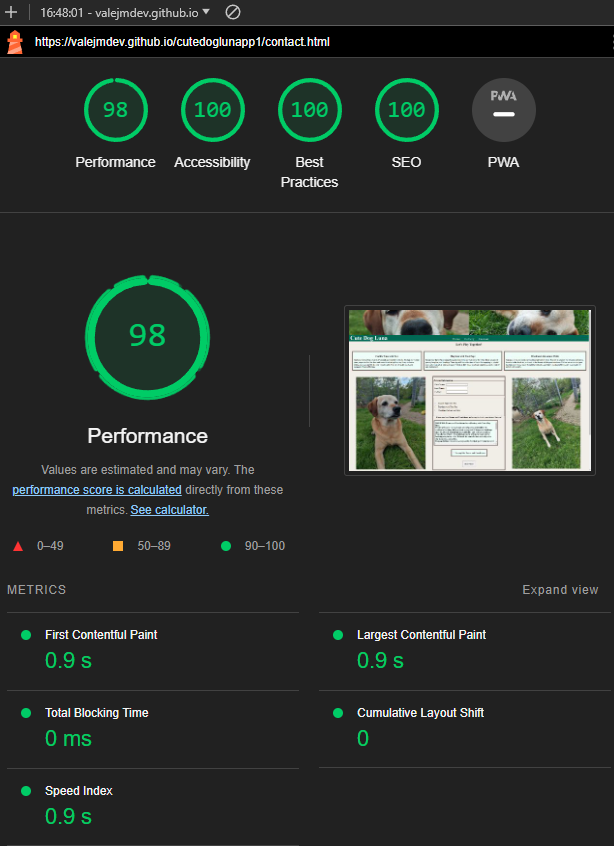 16:48:01 - valejmdev.github.io
https://valejmdev.github.io/cutedoglunapp1/contact.html
98 100 100 100 PWA
Performance Accessibility Best Practices SEO PWA
98
Cute Dog Luna
Performance
Values are estimated and may vary. The
performance score is calculated directly from these
metrics. See calculator.
0–49 50–89 90–100
METRICS Expand view
First Contentful Paint Largest Contentful Paint
0.9 s 0.9 s
Total Blocking Time Cumulative Layout Shift
0 ms 0
Speed Index
0.9 s